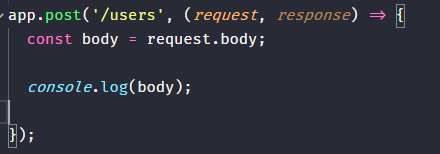 app.post('/users', (request, response) => {
  const body = request.body;
  console.log(body);
});